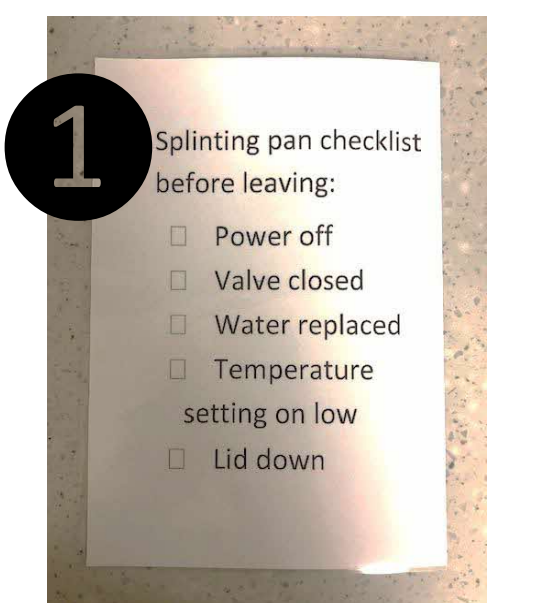 1
Splinting pan checklist
before leaving:
☐ Power off
☐ Valve closed
☐ Water replaced
☐ Temperature
setting on low
☐ Lid down